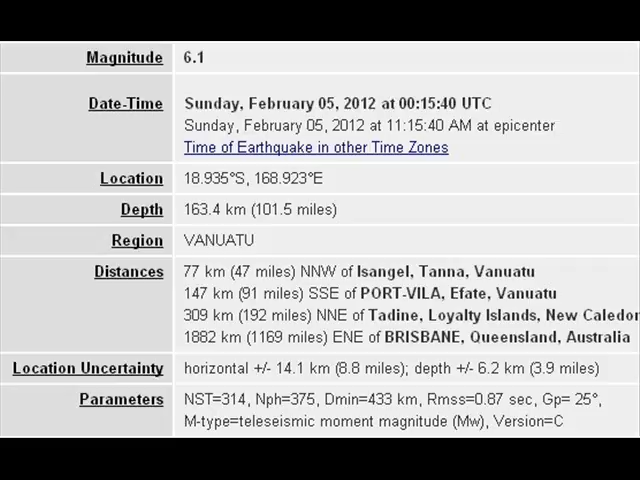 Magnitude 6.1
Date-Time Sunday, February 05, 2012 at 00:15:40 UTC
Sunday, February 05, 2012 at 11:15:40 AM at epicenter
Time of Earthquake in other Time Zones
Location 18.935°S, 168.923°E
Depth 163.4 km (101.5 miles)
Region VANUATU
Distances 77 km (47 miles) NNW of Isangel, Tanna, Vanuatu
147 km (91 miles) SSE of PORT-VILA, Efate, Vanuatu
309 km (192 miles) NNE of Tadine, Loyalty Islands, New Caledor
1882 km (1169 miles) ENE of BRISBANE, Queensland, Australia
Location Uncertainty horizontal +/- 14.1 km (8.8 miles); depth +/- 6.2 km (3.9 miles)
Parameters NST=314, Nph=375, Dmin=433 km, Rmss=0.87 sec, Gp= 25°,
M-type=teleseismic moment magnitude (Mw), Version=C